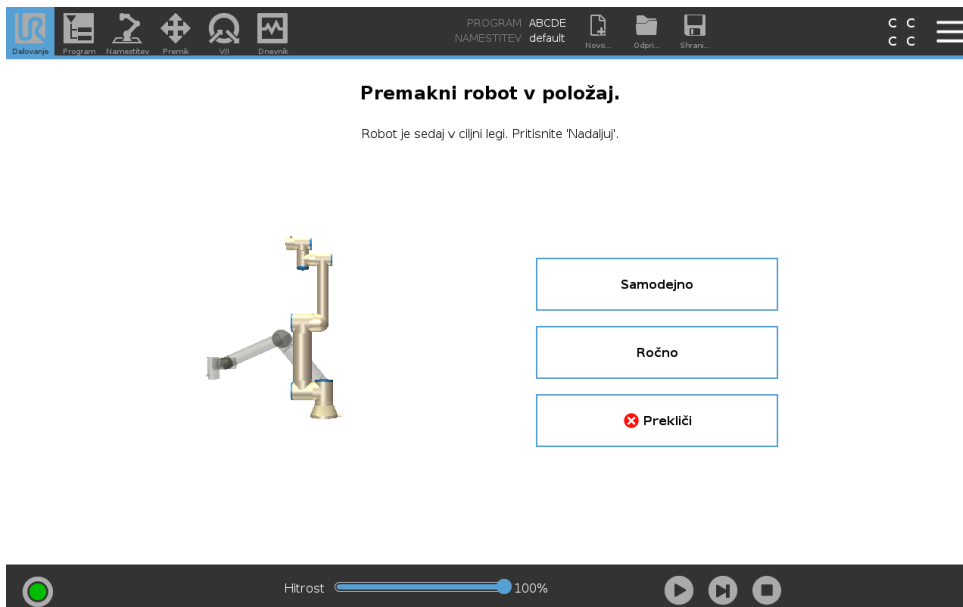 UR
Delovanje
Program
Namestitev
Premik
V/I
Dnevnik
PROGRAM ABCDE
NAMESTITEV default
Novo...
Odpri...
Shrani...
C C
C C
Premakni robot v položaj.
Robot je sedaj v ciljni legi. Pritisnite 'Nadaljuj'.
Samodejno
Ročno
Prekliči
Hitrost 100%